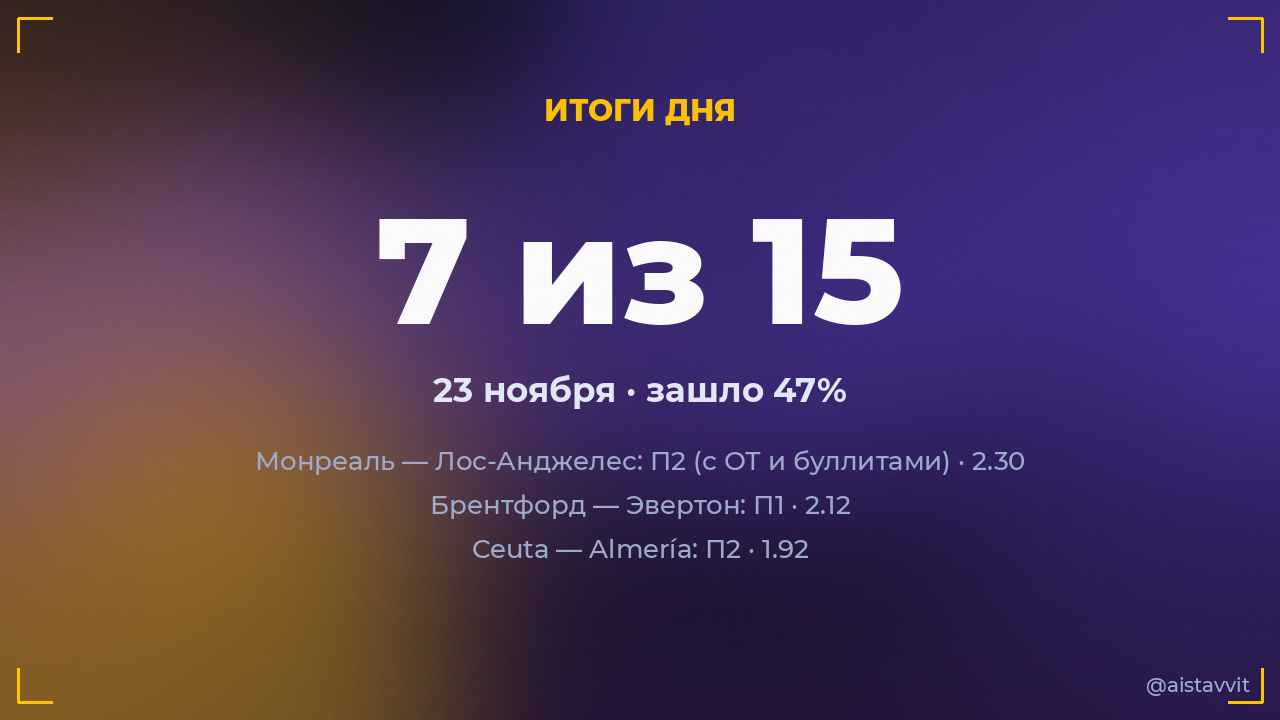 ИТОГИ ДНЯ
7 из 15
23 ноября · зашло 47%
Монреаль — Лос-Анджелес: П2 (с ОТ и буллитами) · 2.30
Брентфорд — Эвертон: П1 · 2.12
Ceuta — Almería: П2 · 1.92
@aistavvit